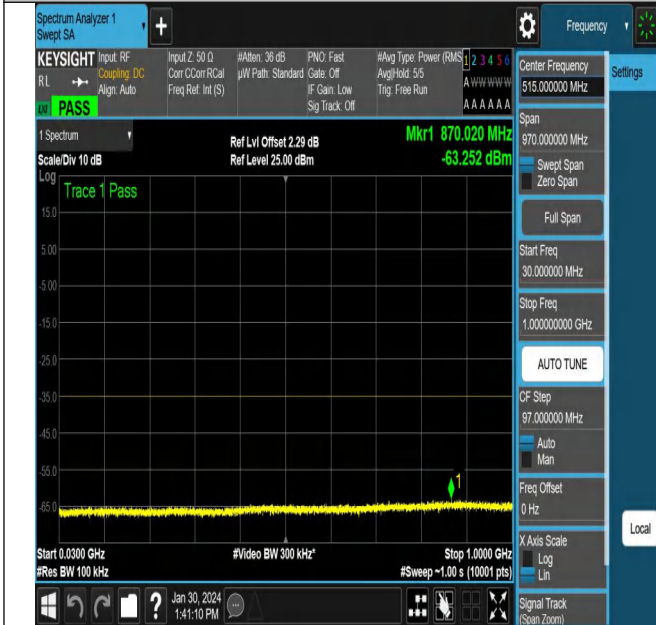 Spectrum Analyzer 1
Swept SA
+
Frequency
Settings
KEYSIGHT
RL
Input: RF
Coupling: DC
Align: Auto
Input Z: 50 Ω
Corr CCorr RCal
Freq Ref: Int (S)
#Atten: 36 dB
µW Path: Standard
PNO: Fast
Gate: Off
IF Gain: Low
Sig Track: Off
#Avg Type: Power (RMS
Avg|Hold: 5/5
Trig: Free Run
1 2 3 4 5 6
A W W W W W
A A A A A A
PASS
1 Spectrum
Scale/Div 10 dB
Ref Lvl Offset 2.29 dB
Ref Level 25.00 dBm
Mkr1 870.020 MHz
-63.252 dBm
Log
Trace 1 Pass
15.0
5.00
-5.00
-15.0
-25.0
-35.0
-45.0
-55.0
-65.0
1
Start 0.0300 GHz
#Res BW 100 kHz
#Video BW 300 kHz*
Stop 1.0000 GHz
#Sweep ~1.00 s (10001 pts)
Center Frequency
515.000000 MHz
Span
970.000000 MHz
Swept Span
Zero Span
Full Span
Start Freq
30.000000 MHz
Stop Freq
1.000000000 GHz
AUTO TUNE
CF Step
97.000000 MHz
Auto
Man
Freq Offset
0 Hz
X Axis Scale
Log
Lin
Signal Track
(Span Zoom)
Local
?
Jan 30, 2024
1:41:10 PM